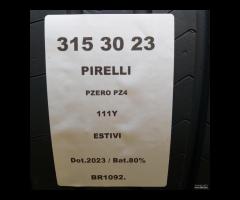 315 30 23
PIRELLI
PZERO PZ4
111Y
ESTIVI
Dot.2023 / Bat.80%
BR1092.